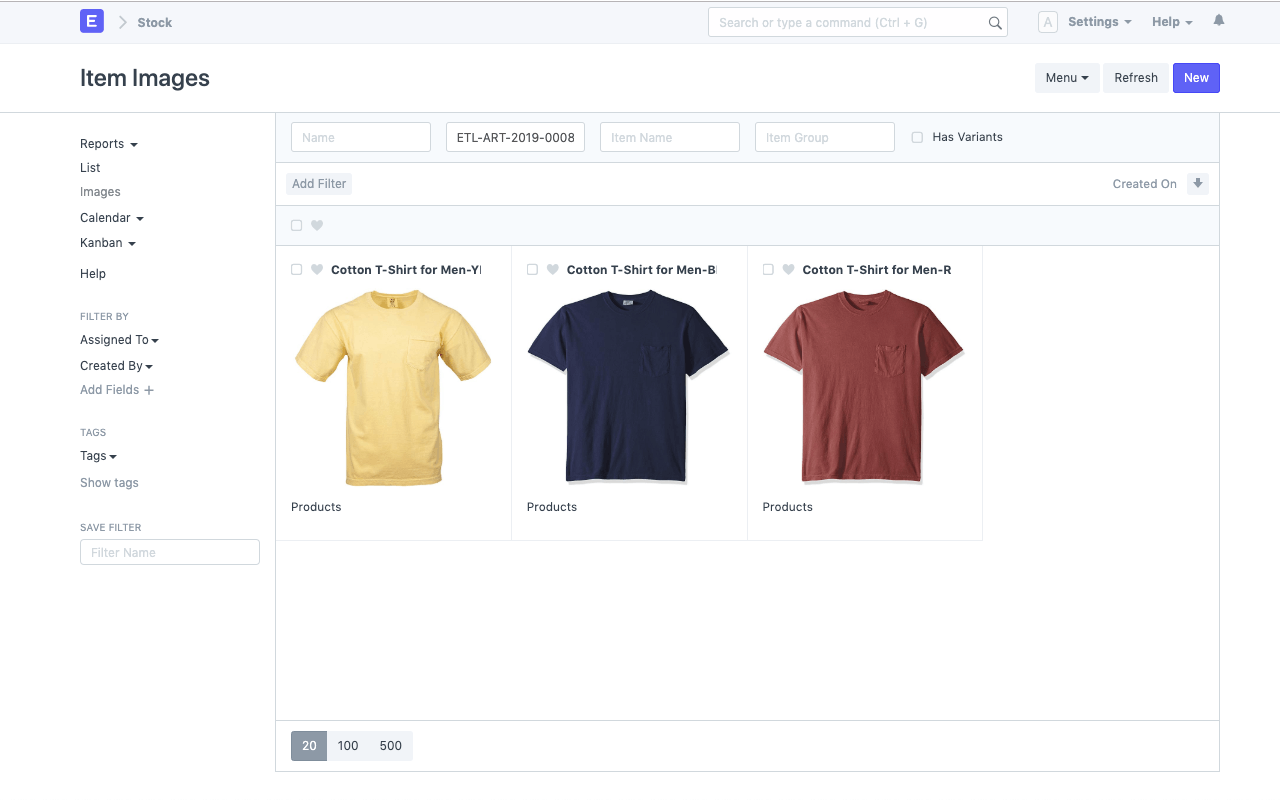 E Stock Search or type a command (Ctrl + G) A Settings Help
Item Images Menu Refresh New
Name ETL-ART-2019-0008 Item Name Item Group Has Variants
Reports
List
Images
Calendar
Kanban
Help
FILTER BY
Assigned To
Created By
Add Fields +
TAGS
Tags
Show tags
SAVE FILTER
Filter Name
Add Filter Created On
Cotton T-Shirt for Men-Y
Cotton T-Shirt for Men-B
Cotton T-Shirt for Men-R
Products
Products
Products
20 100 500